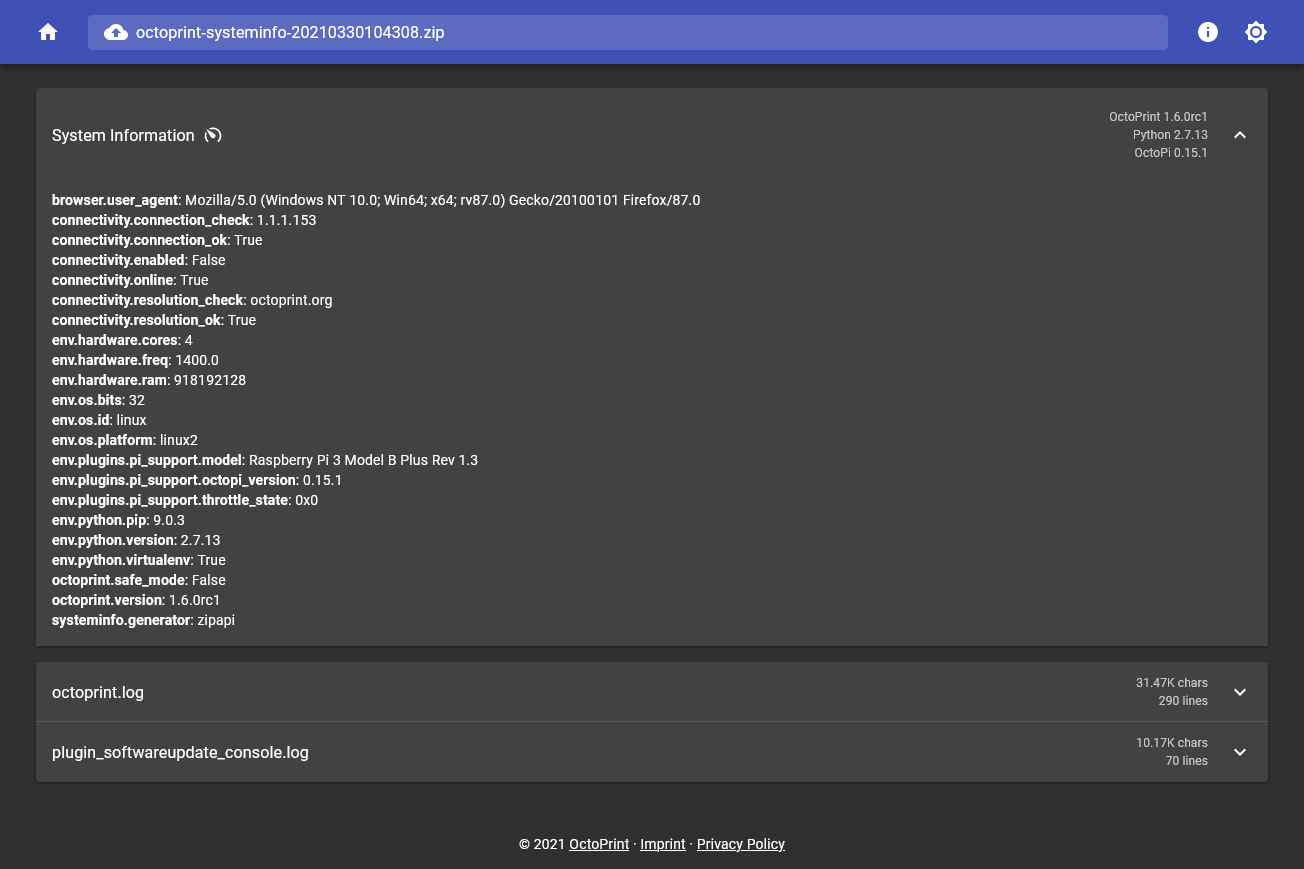 octoprint-systeminfo-20210330104308.zip
System Information
OctoPrint 1.6.0rc1
Python 2.7.13
OctoPi 0.15.1
browser.user_agent: Mozilla/5.0 (Windows NT 10.0; Win64; x64; rv87.0) Gecko/20100101 Firefox/87.0
connectivity.connection_check: 1.1.1.153
connectivity.connection_ok: True
connectivity.enabled: False
connectivity.online: True
connectivity.resolution_check: octoprint.org
connectivity.resolution_ok: True
env.hardware.cores: 4
env.hardware.freq: 1400.0
env.hardware.ram: 918192128
env.os.bits: 32
env.os.id: linux
env.os.platform: linux2
env.plugins.pi_support.model: Raspberry Pi 3 Model B Plus Rev 1.3
env.plugins.pi_support.octopi_version: 0.15.1
env.plugins.pi_support.throttle_state: 0x0
env.python.pip: 9.0.3
env.python.version: 2.7.13
env.python.virtualenv: True
octoprint.safe_mode: False
octoprint.version: 1.6.0rc1
systeminfo.generator: zipapi
octoprint.log
31.47K chars
290 lines
plugin_softwareupdate_console.log
10.17K chars
70 lines
© 2021 OctoPrint · Imprint · Privacy Policy